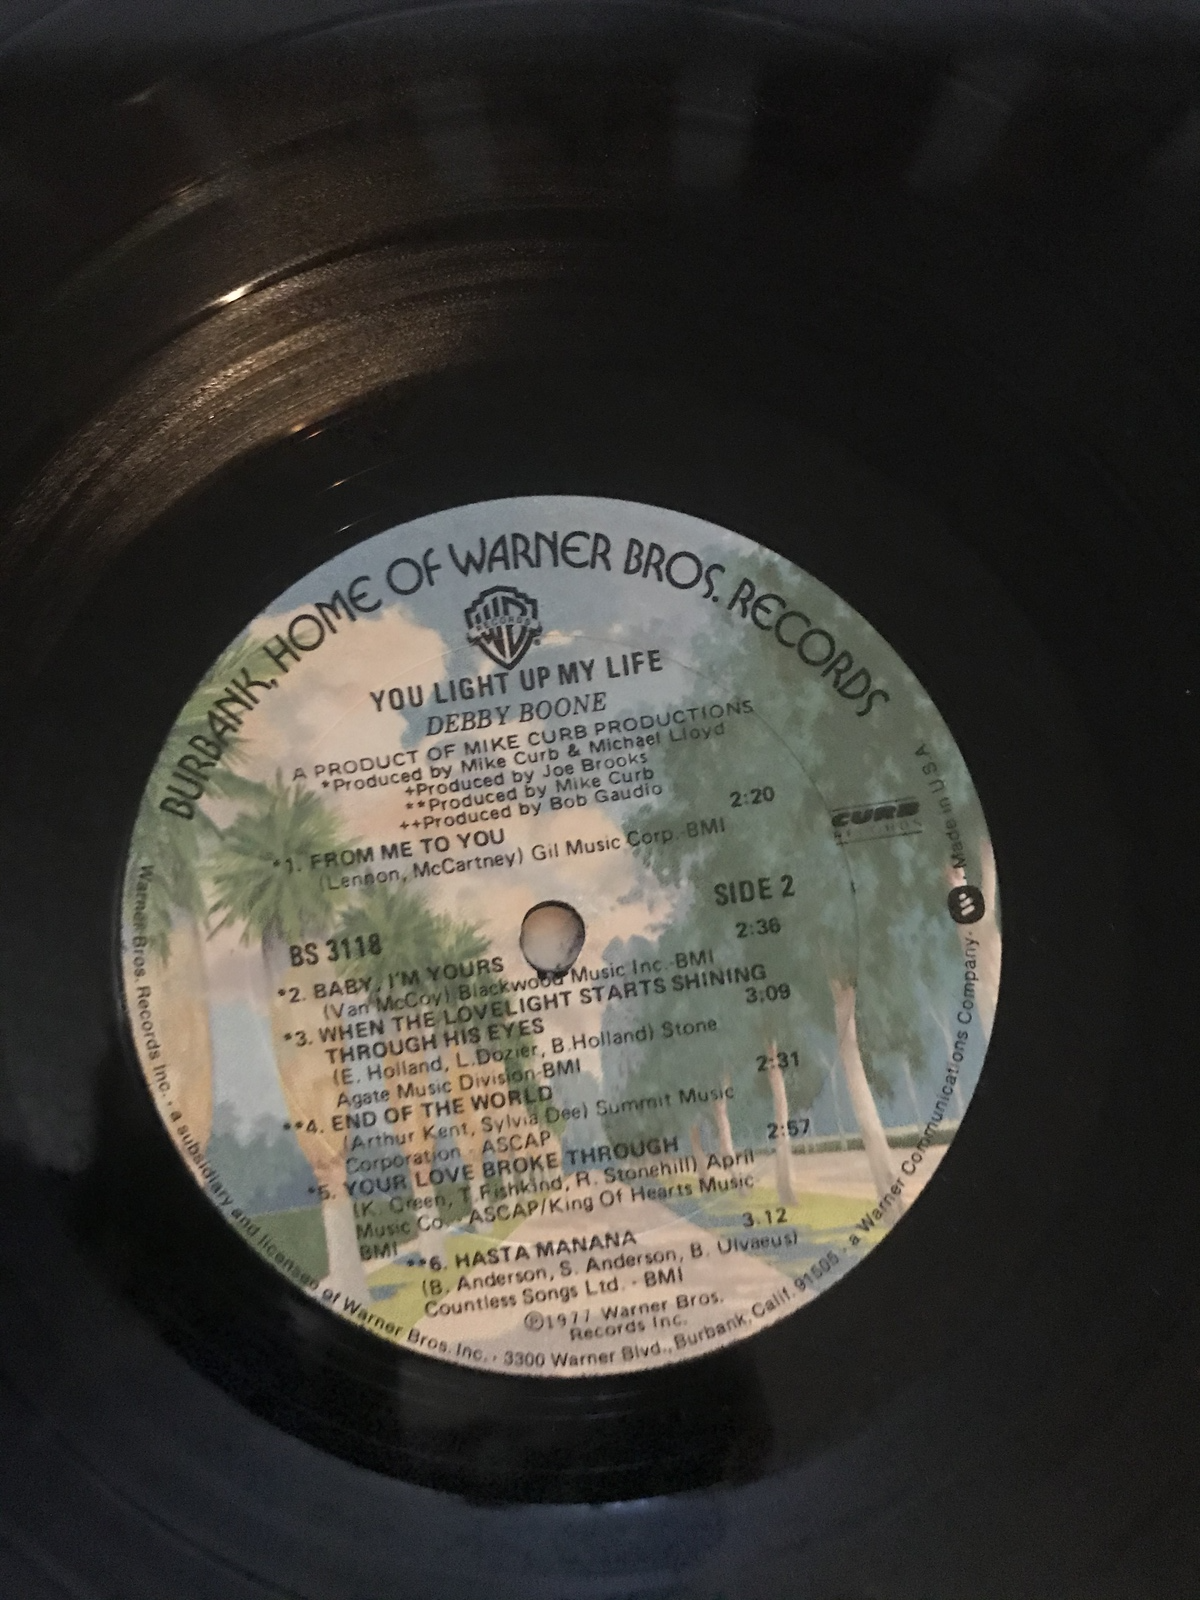 BURBANK, HOME OF WARNER BROS. RECORDS
RECORDS
YOU LIGHT UP MY LIFE
DEBBY BOONE
A PRODUCT OF MIKE CURB PRODUCTIONS
*Produced by Mike Curb & Michael Lloyd
+Produced by Joe Brooks
**Produced by Mike Curb
++Produced by Bob Gaudio
*1. FROM ME TO YOU 2:20
(Lennon, McCartney) Gil Music Corp.-BMI
CURB
RECORDS
SIDE 2
BS 3118
*2. BABY, I'M YOURS 2:36
(Van McCoy) Blackwood Music Inc.-BMI
*3. WHEN THE LOVELIGHT STARTS SHINING
THROUGH HIS EYES 3:09
(E. Holland, L.Dozier, B.Holland) Stone
Agate Music Division-BMI
**4. END OF THE WORLD 2:31
(Arthur Kent, Sylvia Dee) Summit Music
Corporation - ASCAP
*5. YOUR LOVE BROKE THROUGH 2:57
(K. Green, T.Fishkind, R. Stonehill) April
Music Co. - ASCAP/King Of Hearts Music
BMI
**6. HASTA MANANA 3.12
(B. Anderson, S. Anderson, B. Ulvaeus)
Countless Songs Ltd. - BMI
Ⓟ1977 Warner Bros.
Records Inc.
Warner Bros. Records Inc. · a subsidiary and licensee of Warner Bros. Inc. · 3300 Warner Blvd., Burbank, Calif. 91505 · a Warner Communications Company · Made in U.S.A.